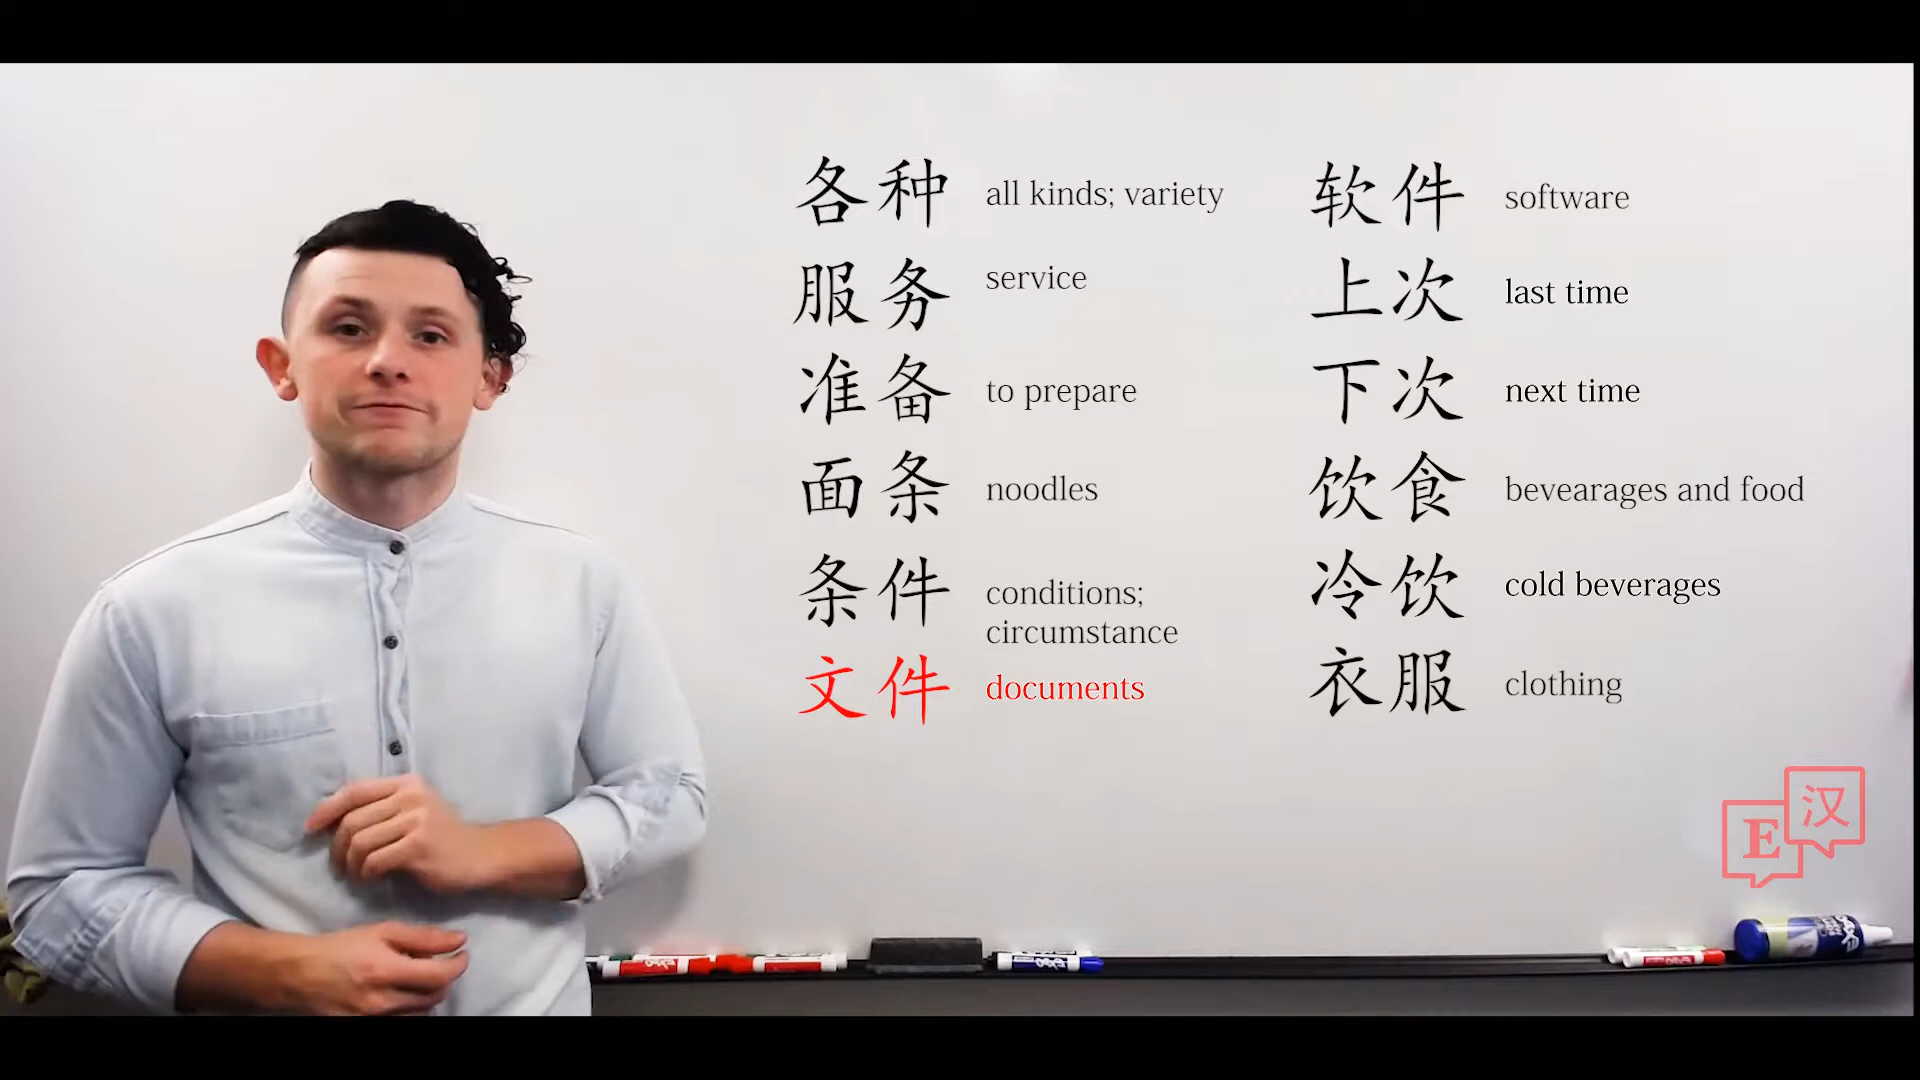 各种 all kinds; variety
服务 service
准备 to prepare
面条 noodles
条件 conditions;
circumstance
文件 documents
软件 software
上次 last time
下次 next time
饮食 bevearages and food
冷饮 cold beverages
衣服 clothing
E汉